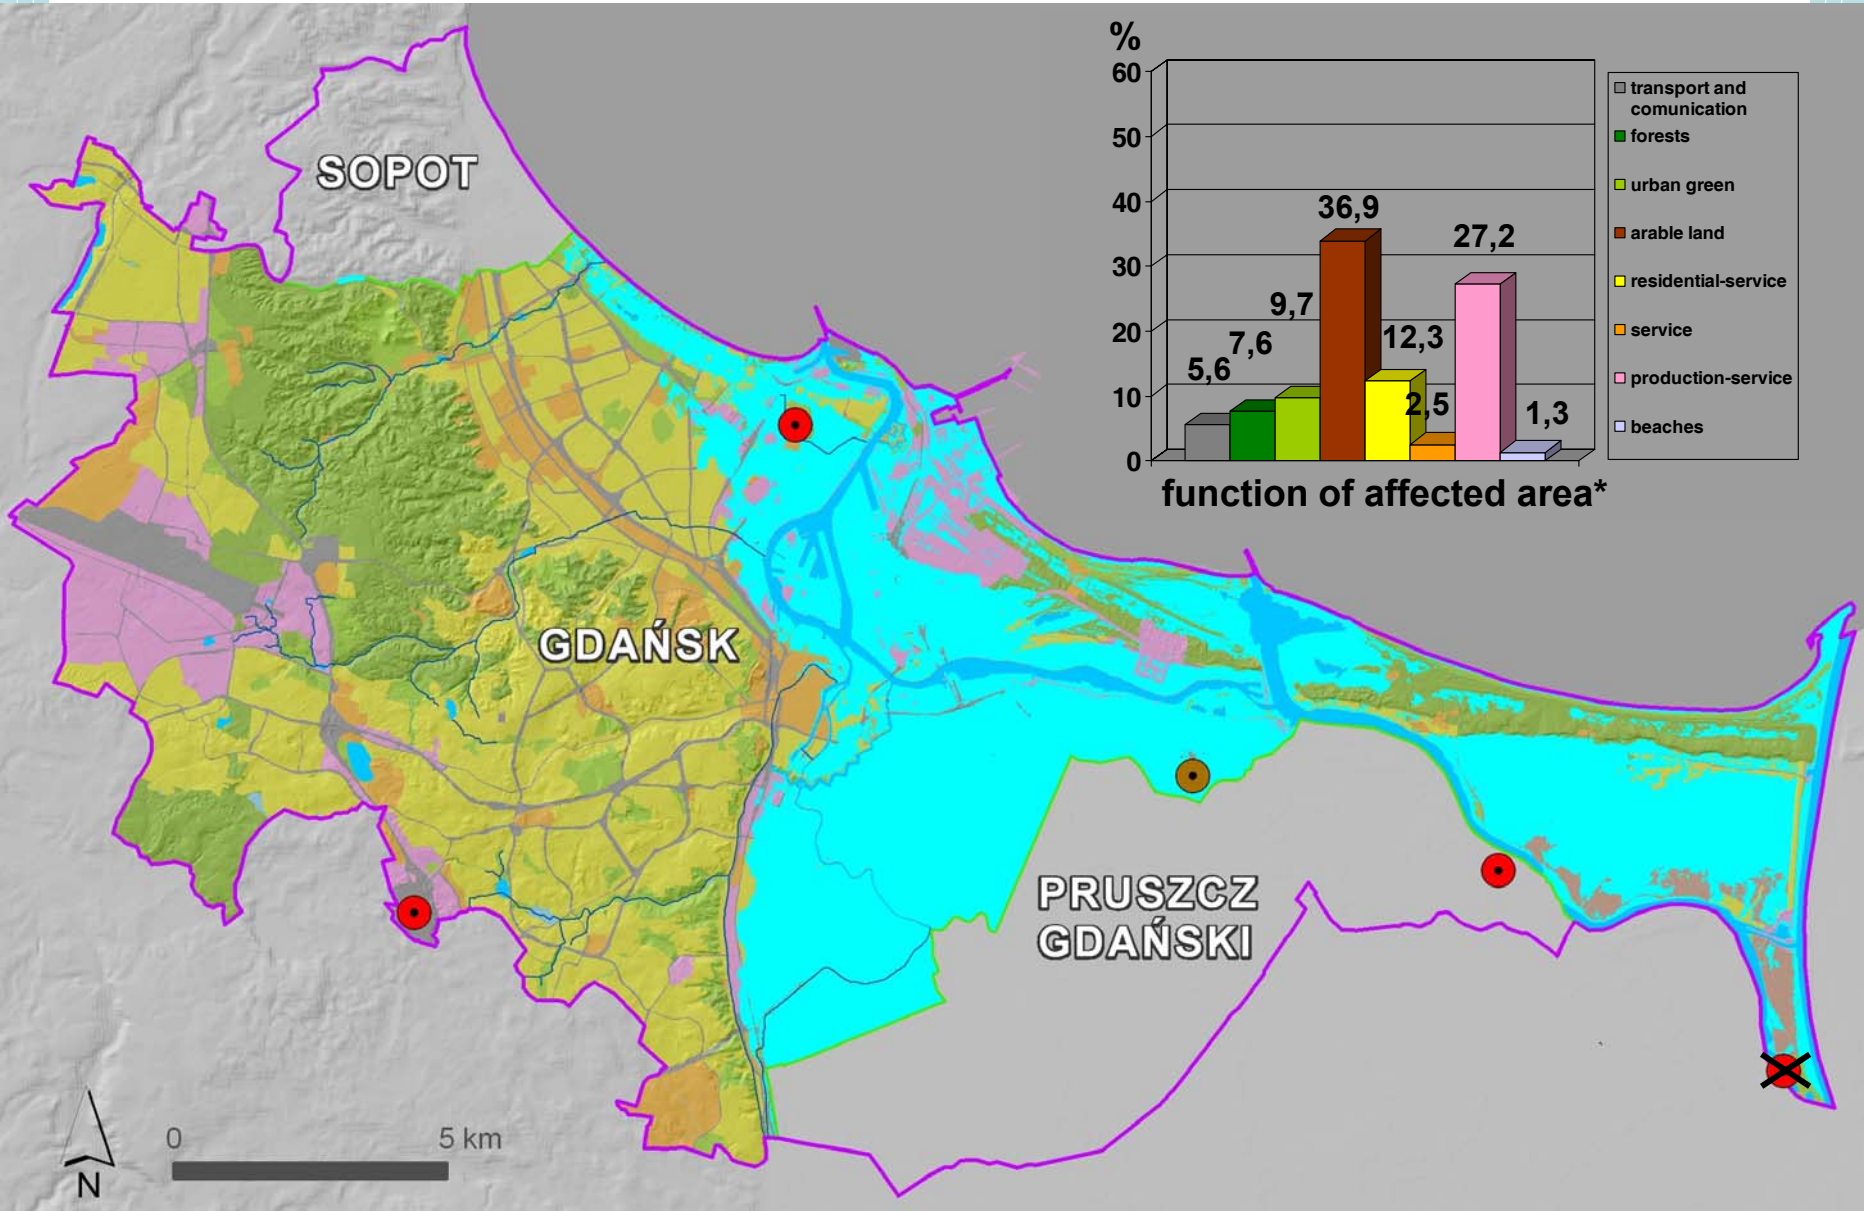 %
60
50
40
30
20
10
0
5,6
7,6
9,7
36,9
12,3
2,5
27,2
1,3
function of affected area*
transport and
comunication
forests
urban green
arable land
residential-service
service
production-service
beaches
SOPOT
GDAŃSK
PRUSZCZ
GDAŃSKI
0 5 km
N